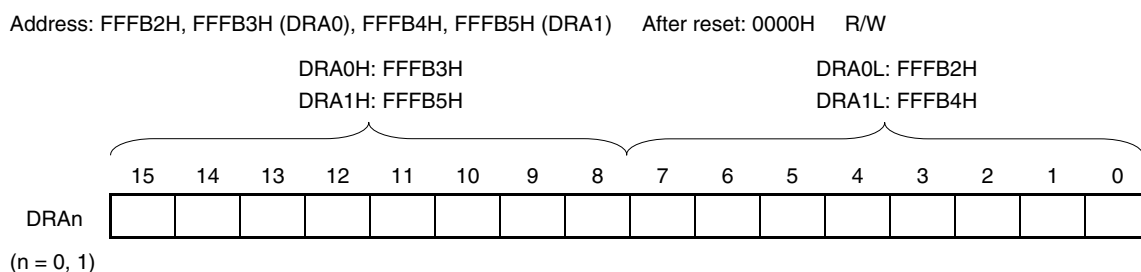 Address: FFFB2H, FFFB3H (DRA0), FFFB4H, FFFB5H (DRA1) After reset: 0000H R/W
DRA0H: FFFB3H DRA0L: FFFB2H
DRA1H: FFFB5H DRA1L: FFFB4H
15 14 13 12 11 10 9 8 7 6 5 4 3 2 1 0
DRAn
(n = 0, 1)